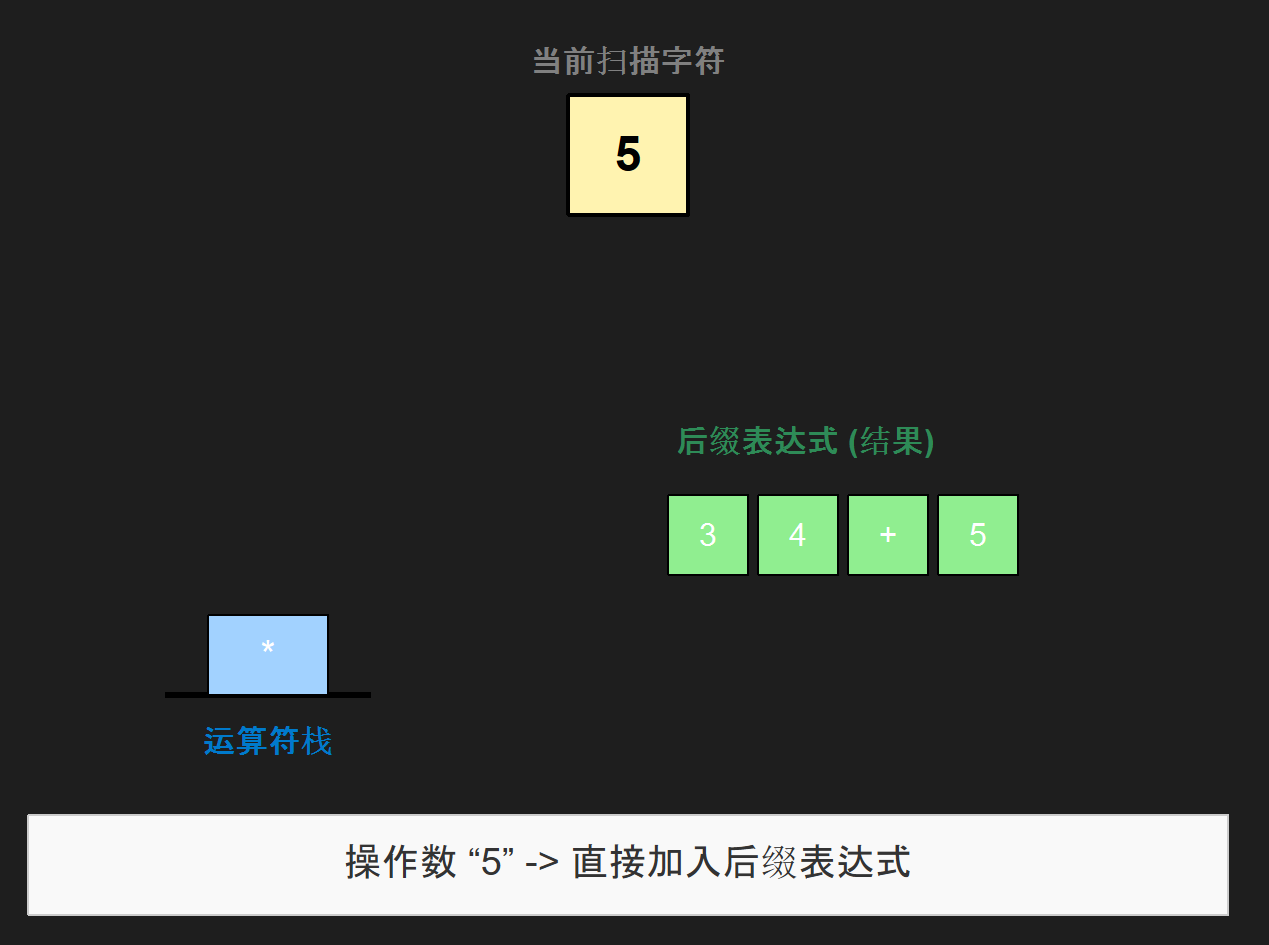 当前扫描字符
5
后缀表达式 (结果)
3 4 + 5
*
运算符栈
操作数 “5” -> 直接加入后缀表达式